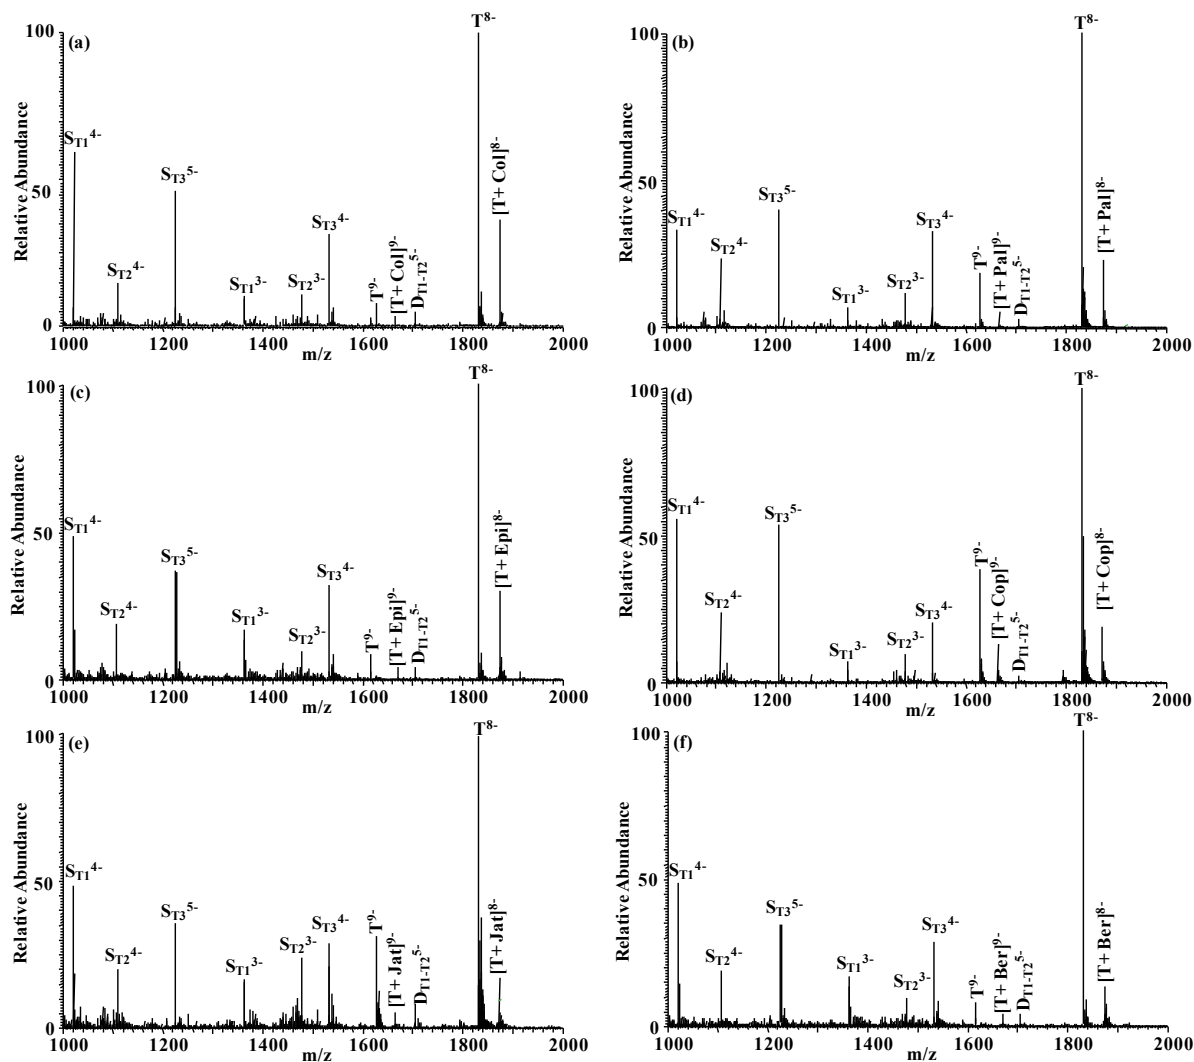 (a)
Relative Abundance
100
50
0
S_T1^4-
S_T2^4-
S_T3^5-
S_T1^3-
S_T2^3-
S_T3^4-
T^9-
[T+ Col]^9-
D_T1-T2^5-
T^8-
[T+ Col]^8-
1000 1200 1400 1600 1800 2000
m/z
(b)
Relative Abundance
100
50
0
S_T1^4-
S_T2^4-
S_T3^5-
S_T1^3-
S_T2^3-
S_T3^4-
T^9-
[T+ Pal]^9-
D_T1-T2^5-
T^8-
[T+ Pal]^8-
1000 1200 1400 1600 1800 2000
m/z
(c)
Relative Abundance
100
50
0
S_T1^4-
S_T2^4-
S_T3^5-
S_T1^3-
S_T2^3-
S_T3^4-
T^9-
[T+ Epi]^9-
D_T1-T2^5-
T^8-
[T+ Epi]^8-
1000 1200 1400 1600 1800 2000
m/z
(d)
Relative Abundance
100
50
0
S_T1^4-
S_T2^4-
S_T3^5-
S_T1^3-
S_T2^3-
S_T3^4-
T^9-
[T+ Cop]^9-
D_T1-T2^5-
T^8-
[T+ Cop]^8-
1000 1200 1400 1600 1800 2000
m/z
(e)
Relative Abundance
100
50
0
S_T1^4-
S_T2^4-
S_T3^5-
S_T1^3-
S_T2^3-
S_T3^4-
T^9-
[T+ Jat]^9-
D_T1-T2^5-
T^8-
[T+Jat]^8-
1000 1200 1400 1600 1800 2000
m/z
(f)
Relative Abundance
100
50
0
S_T1^4-
S_T2^4-
S_T3^5-
S_T1^3-
S_T2^3-
S_T3^4-
T^9-
[T+ Ber]^9-
D_T1-T2^5-
T^8-
[T+ Ber]^8-
1000 1200 1400 1600 1800 2000
m/z